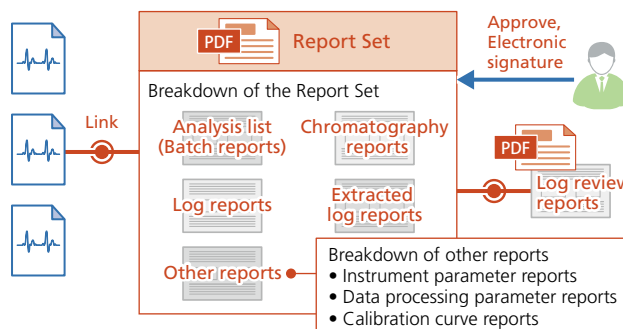 PDF
Report Set
Approve,
Electronic
signature
Breakdown of the Report Set
Link
Analysis list
(Batch reports)
Chromatography
reports
PDF
Log reports
Extracted
log reports
Log review
reports
Other reports
Breakdown of other reports
• Instrument parameter reports
• Data processing parameter reports
• Calibration curve reports